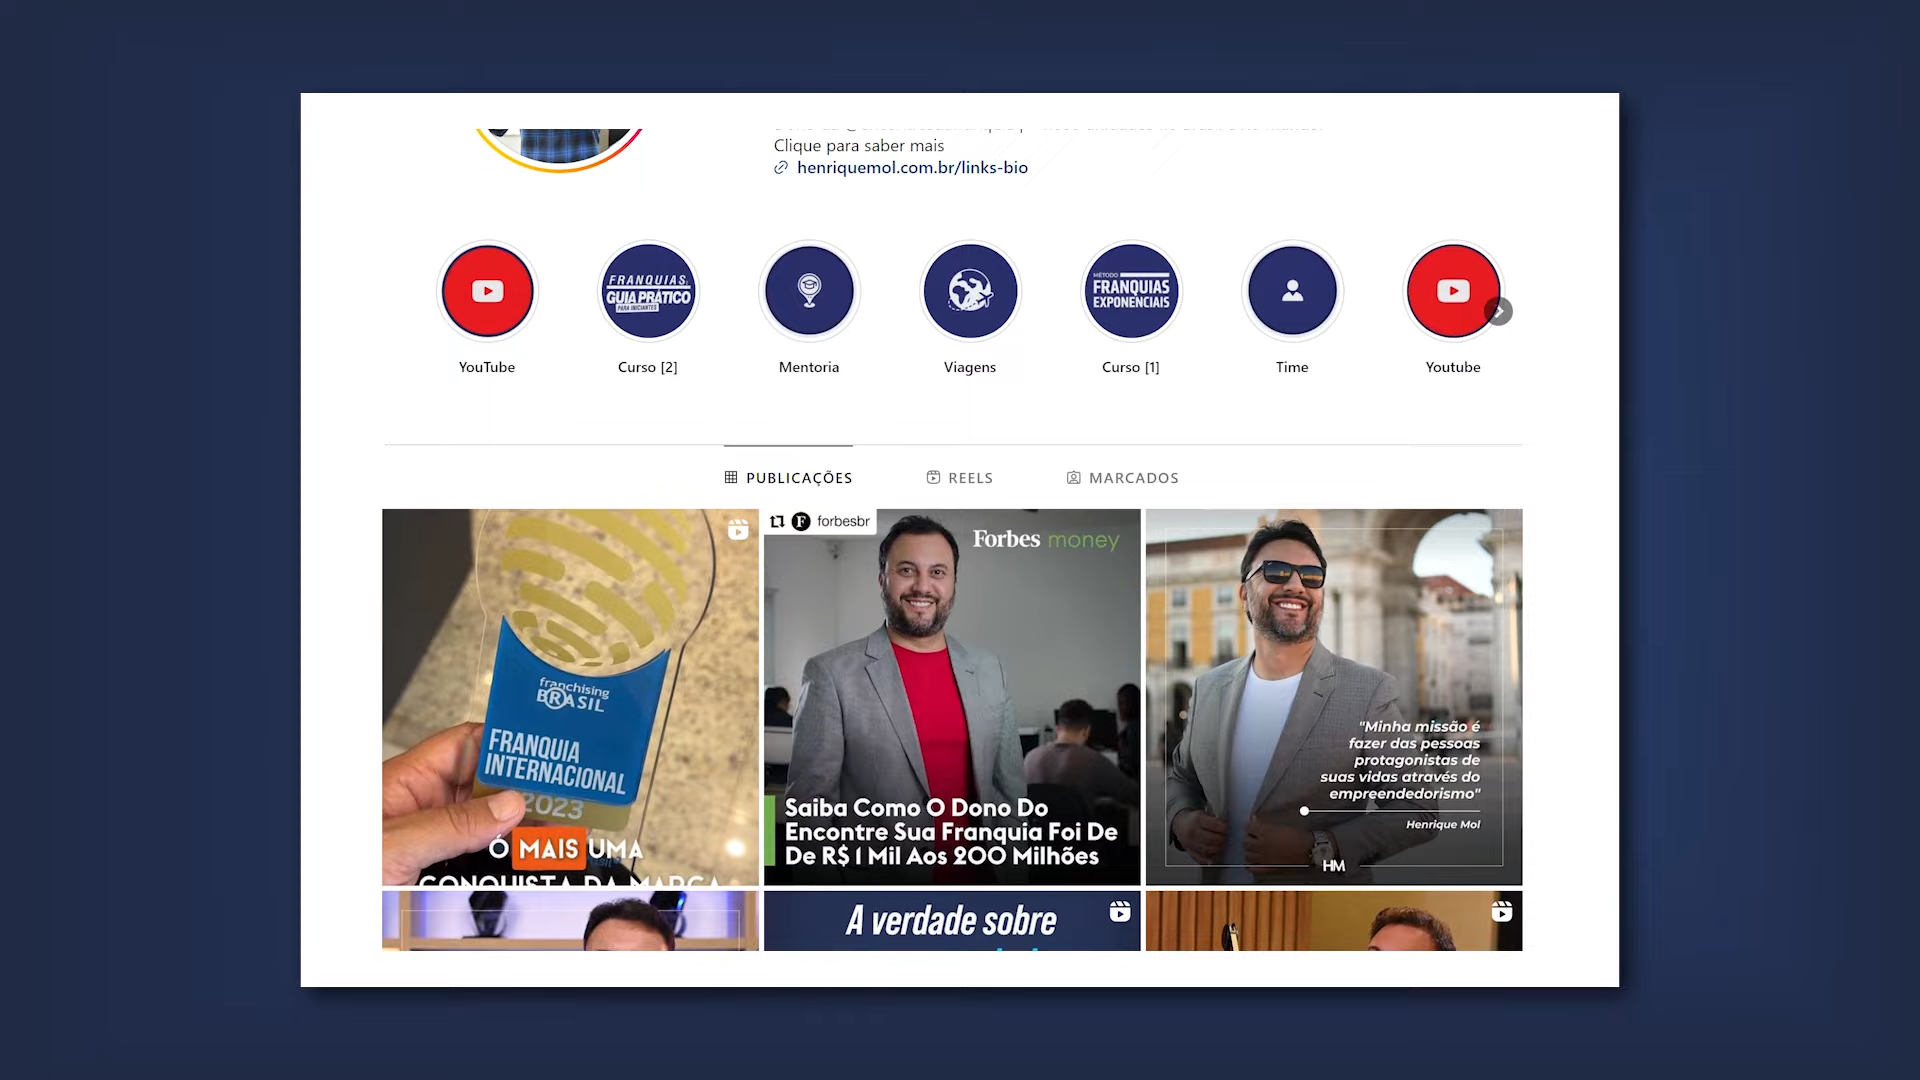 Clique para saber mais
henriquemol.com.br/links-bio
FRANQUIAS
GUIA PRÁTICO
PARA INICIANTES
MÉTODO
FRANQUIAS
EXPONENCIAIS
YouTube
Curso [2]
Mentoria
Viagens
Curso [1]
Time
Youtube
PUBLICAÇÕES
REELS
MARCADOS
franchising
BRASIL
FRANQUIA
INTERNACIONAL
2023
Ó MAIS UMA
CONQUISTA DA MARCA
forbesbr
Forbes money
Saiba Como O Dono Do
Encontre Sua Franquia Foi De
De R$ 1 Mil Aos 200 Milhões
"Minha missão é
fazer das pessoas
protagonistas de
suas vidas através do
empreendedorismo"
Henrique Mol
HM
A verdade sobre